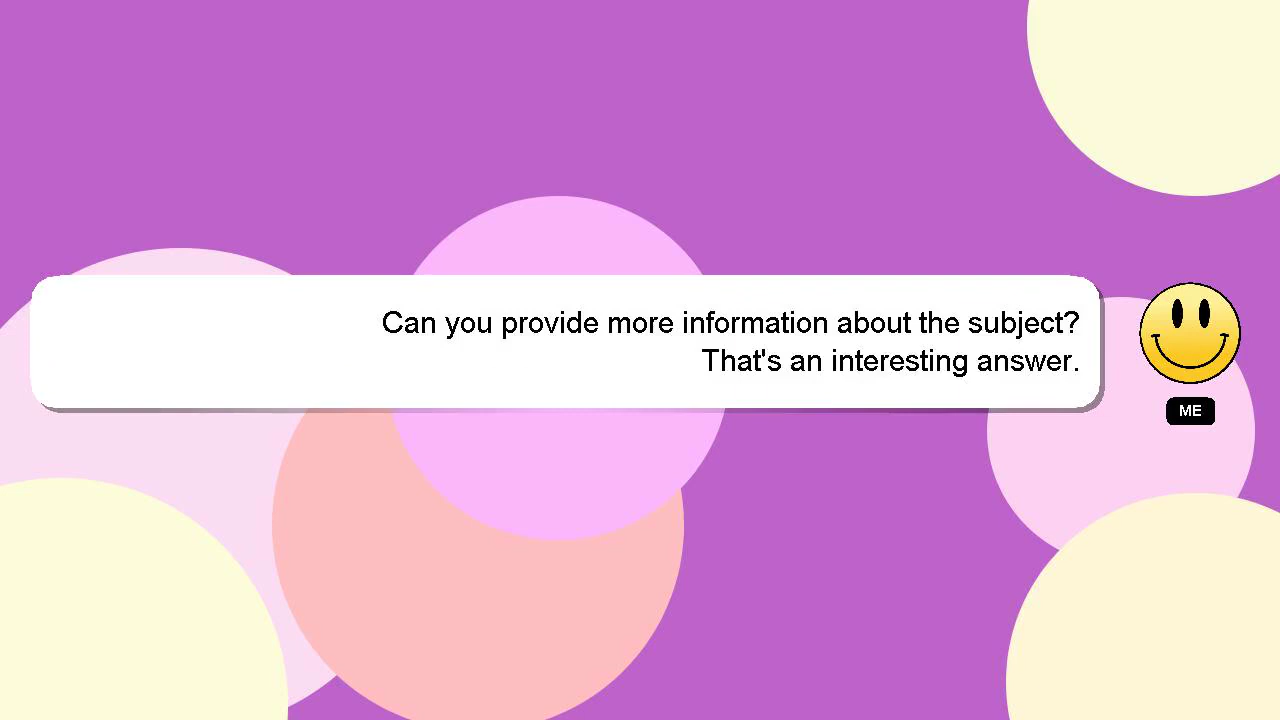 Can you provide more information about the subject?
That's an interesting answer.
ME